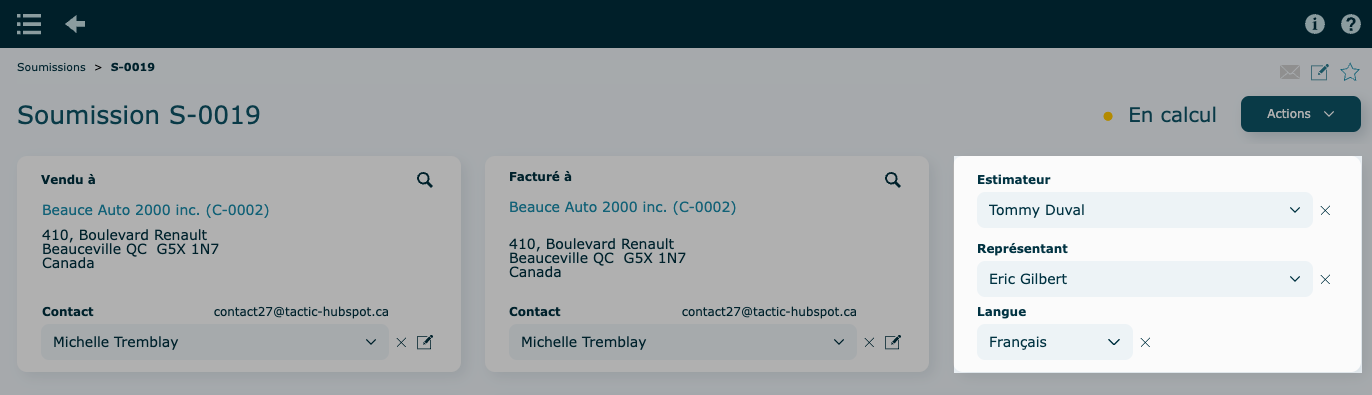 Soumissions > S-0019
Soumission S-0019
En calcul
Actions
Vendu à
Beauce Auto 2000 inc. (C-0002)
410, Boulevard Renault
Beauceville QC G5X 1N7
Canada
Contact
contact27@tactic-hubspot.ca
Michelle Tremblay
Facturé à
Beauce Auto 2000 inc. (C-0002)
410, Boulevard Renault
Beauceville QC G5X 1N7
Canada
Contact
contact27@tactic-hubspot.ca
Michelle Tremblay
Estimateur
Tommy Duval
Représentant
Eric Gilbert
Langue
Français